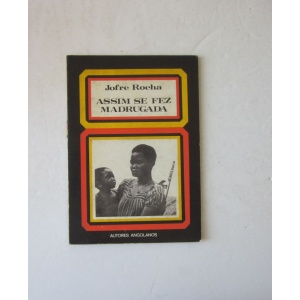 Jofre Rocha
ASSIM SE FEZ
MADRUGADA
AUTORES ANGOLANOS